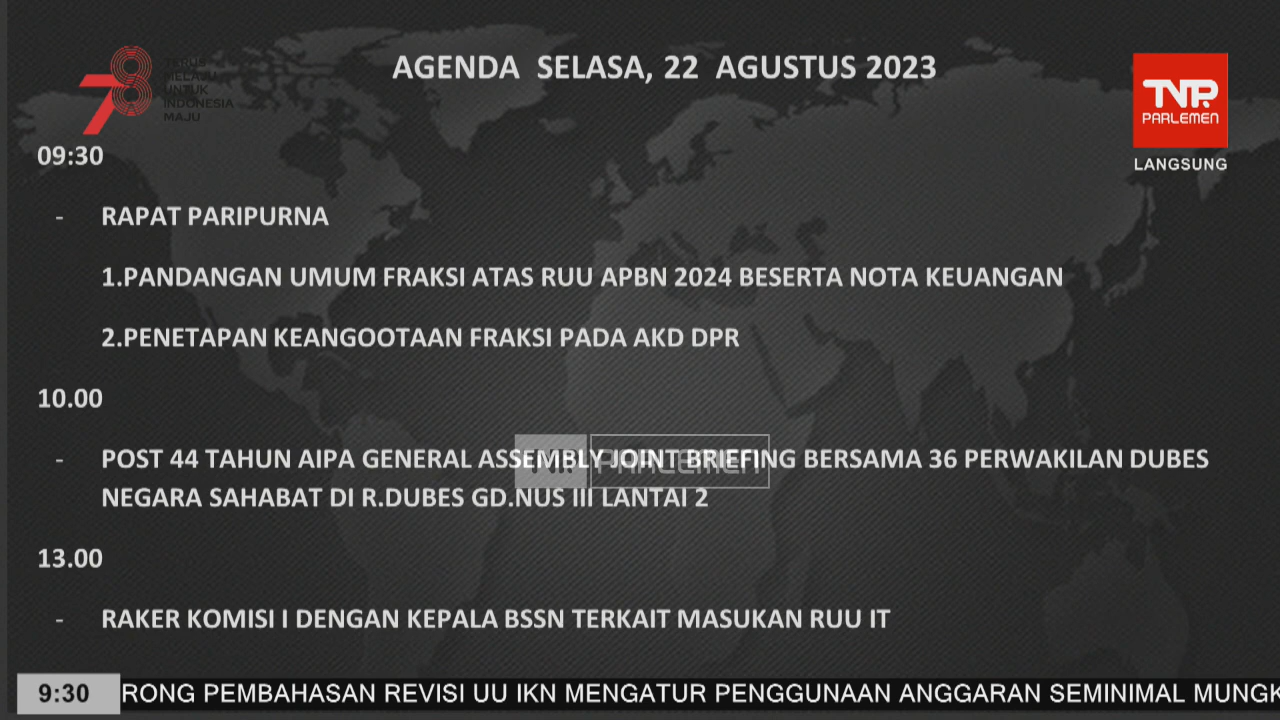 AGENDA SELASA, 22 AGUSTUS 2023
78
TERUS
MELAJU
UNTUK
INDONESIA
MAJU
TVR
PARLEMEN
LANGSUNG
09:30
- RAPAT PARIPURNA
1.PANDANGAN UMUM FRAKSI ATAS RUU APBN 2024 BESERTA NOTA KEUANGAN
2.PENETAPAN KEANGOOTAAN FRAKSI PADA AKD DPR
10.00
- POST 44 TAHUN AIPA GENERAL ASSEMBLY JOINT BRIEFING BERSAMA 36 PERWAKILAN DUBES
NEGARA SAHABAT DI R.DUBES GD.NUS III LANTAI 2
PARLEMEN
13.00
- RAKER KOMISI I DENGAN KEPALA BSSN TERKAIT MASUKAN RUU IT
9:30 RONG PEMBAHASAN REVISI UU IKN MENGATUR PENGGUNAAN ANGGARAN SEMINIMAL MUNGK